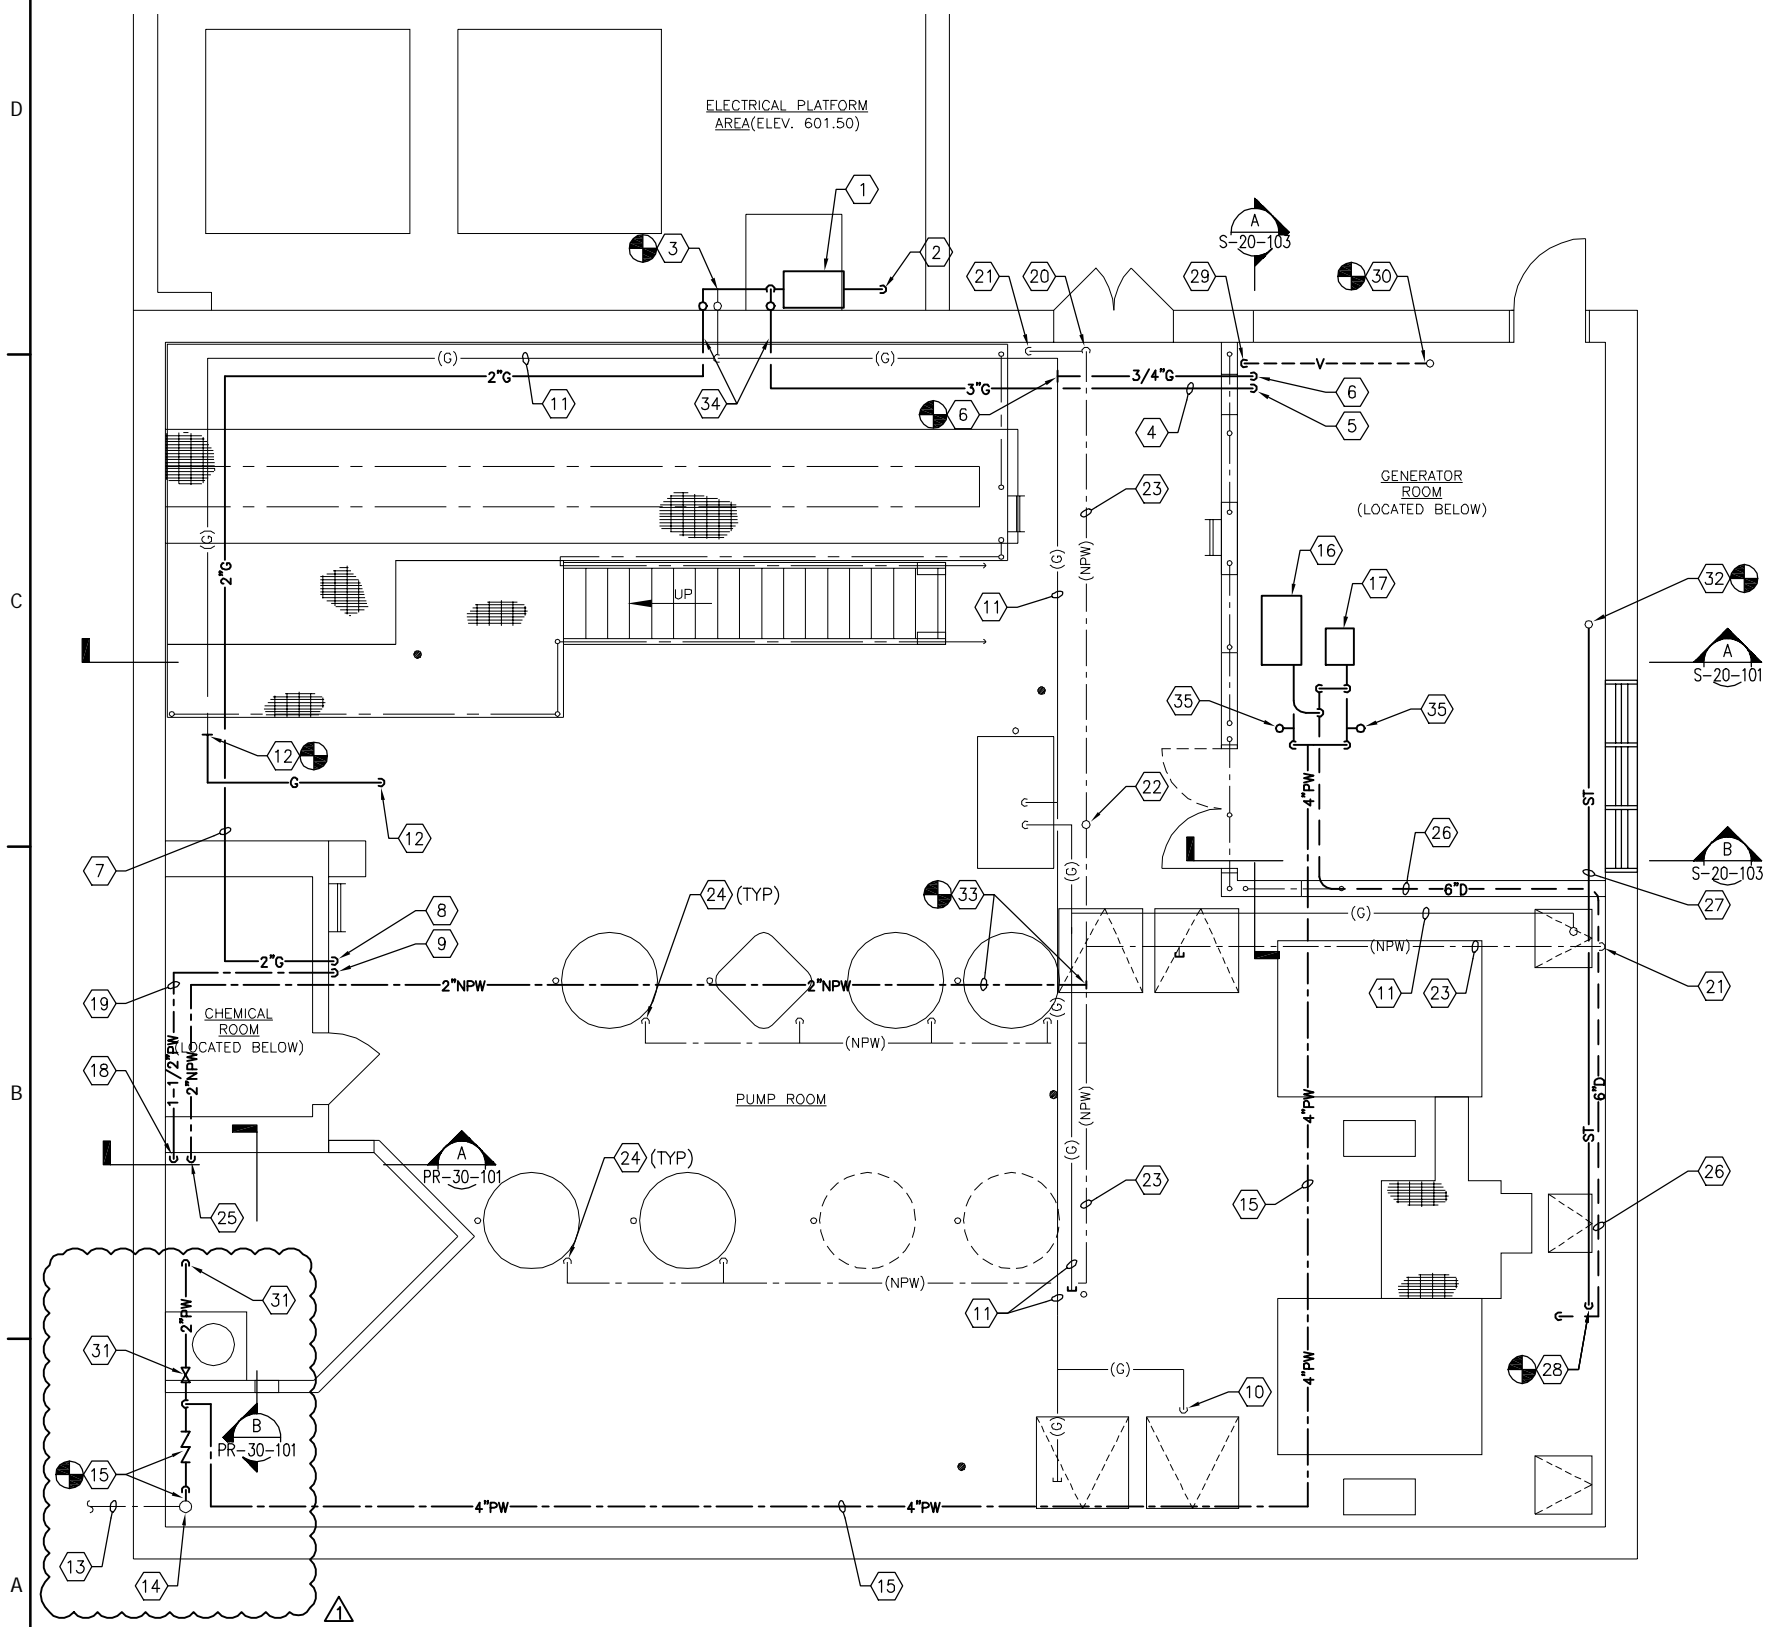 D
ELECTRICAL PLATFORM
AREA(ELEV. 601.50)
1
3
2
A
S-20-103
21
20
29
30
(G)
(G)
V
2"G
3/4"G
3"G
11
34
6
6
4
5
23
GENERATOR
ROOM
(LOCATED BELOW)
(G)
(G)
(NPW)
2"G
16
C
UP
11
17
32
A
S-20-101
35
35
12
G
22
4"PW
ST
12
26
7
B
S-20-103
(G)
24 (TYP)
33
6"D
8
27
(G)
9
(NPW)
2"G
19
2"NPW
2"NPW
11
23
21
CHEMICAL
ROOM
(LOCATED BELOW)
(G)
(NPW)
1-1/2"PW
2"NPW
18
B
PUMP ROOM
(NPW)
4"PW
6"D
ST
A
PR-30-101
24 (TYP)
(G)
23
26
25
15
(NPW)
31
2"PW
11
31
(G)
4"PW
28
10
B
PR-30-101
(G)
15
4"PW
4"PW
13
14
15
A
1